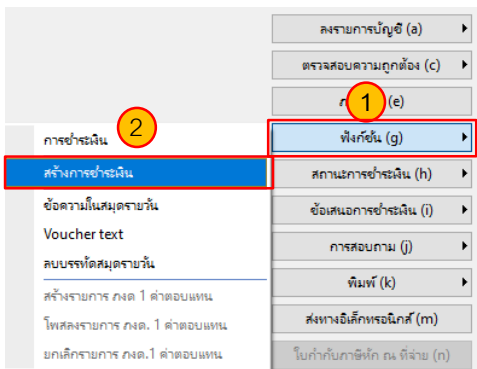 ลงรายการบัญชี (a)
ตรวจสอบความถูกต้อง (c)
1 (e)
2
การชำระเงิน
ฟังก์ชัน (g)
สร้างการชำระเงิน
สถานะการชำระเงิน (h)
ข้อความในสมุดรายวัน
ข้อเสนอการชำระเงิน (i)
Voucher text
การสอบถาม (j)
ลบบรรทัดสมุดรายวัน
พิมพ์ (k)
สร้างรายการ ภงด 1 ค่าตอบแทน
โพสลงรายการ ภงด. 1 ค่าตอบแทน
ส่งทางอิเล็กทรอนิกส์ (m)
ยกเลิกรายการ ภงด.1 ค่าตอบแทน
ใบกำกับภาษีหัก ณ ที่จ่าย (n)